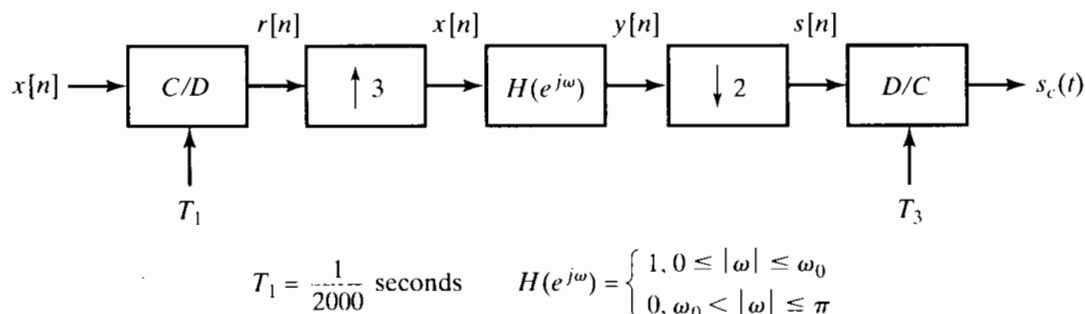 r[n] x[n] y[n] s[n]
x[n] C/D ↑ 3 H(e^{jω}) ↓ 2 D/C s_c(t)
T_1 T_3
T_1 = 1/2000 seconds H(e^{jω}) = { 1, 0 ≤ |ω| ≤ ω_0
0, ω_0 < |ω| ≤ π